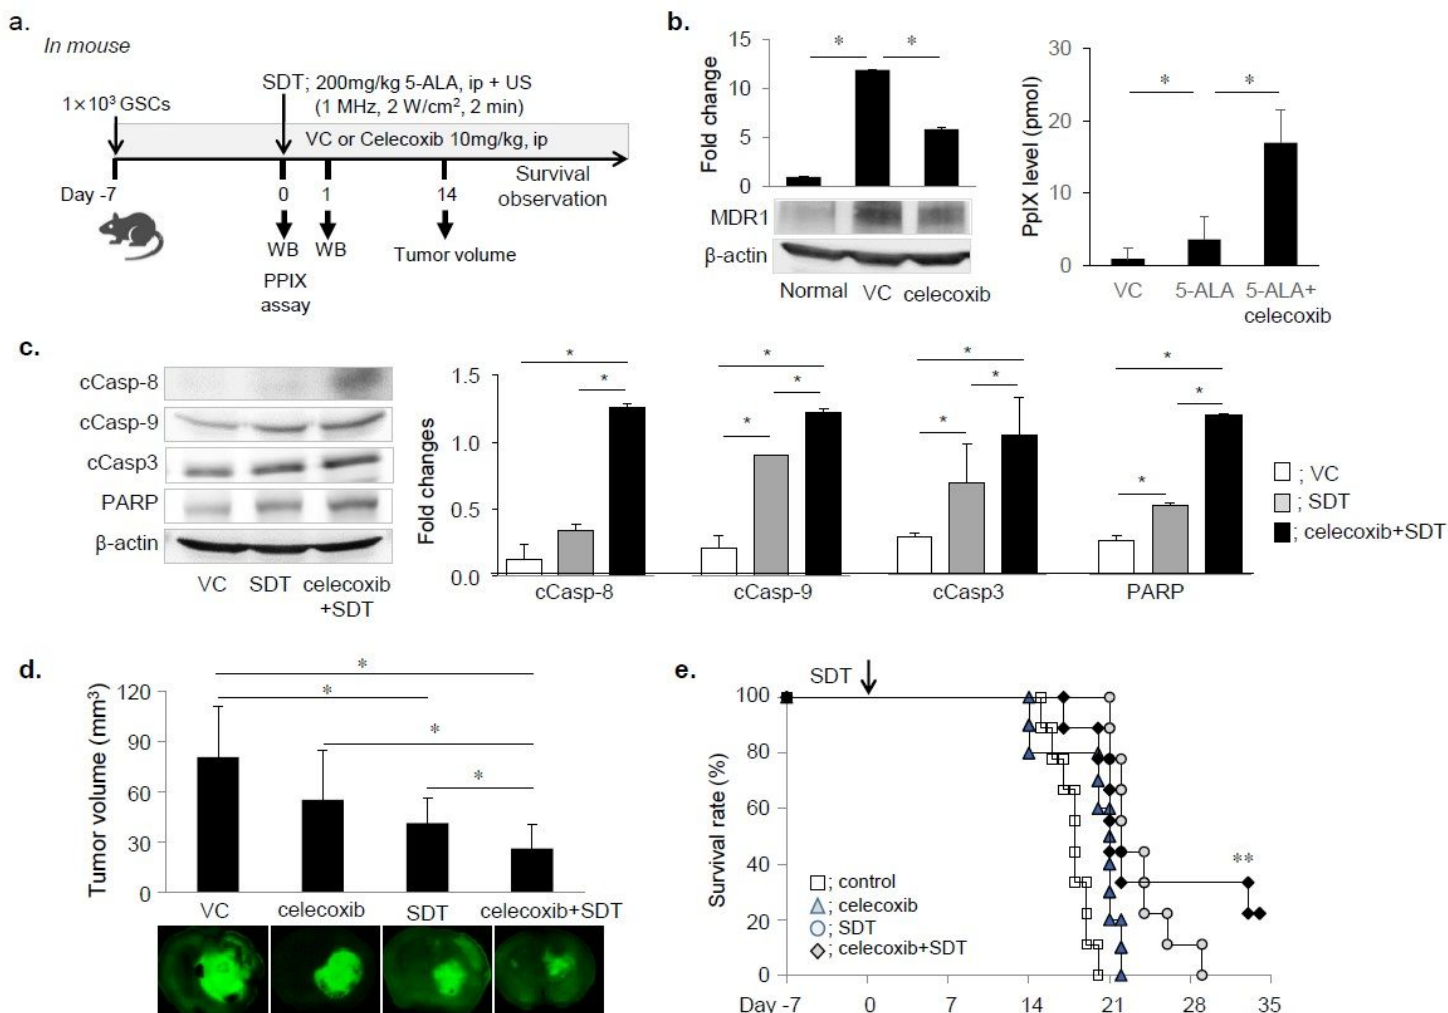 a.
In mouse
SDT; 200mg/kg 5-ALA, ip + US
(1 MHz, 2 W/cm², 2 min)
1×10³ GSCs
VC or Celecoxib 10mg/kg, ip
Survival
observation
Day -7
0
1
14
WB
WB
Tumor volume
PPIX
assay
b.
Fold change
15
10
5
0
*
*
MDR1
β-actin
Normal
VC
celecoxib
PpIX level (pmol)
30
20
10
0
*
*
VC
5-ALA
5-ALA+
celecoxib
c.
cCasp-8
cCasp-9
cCasp3
PARP
β-actin
VC
SDT
celecoxib
+SDT
Fold changes
1.5
1.0
0.5
0.0
*
*
*
*
*
*
*
*
*
*
*
cCasp-8
cCasp-9
cCasp3
PARP
; VC
; SDT
; celecoxib+SDT
d.
Tumor volume (mm³)
120
90
60
30
0
*
*
*
*
VC
celecoxib
SDT
celecoxib+SDT
e.
SDT
Survival rate (%)
100
80
60
40
20
0
**
; control
; celecoxib
; SDT
; celecoxib+SDT
Day -7
0
7
14
21
28
35